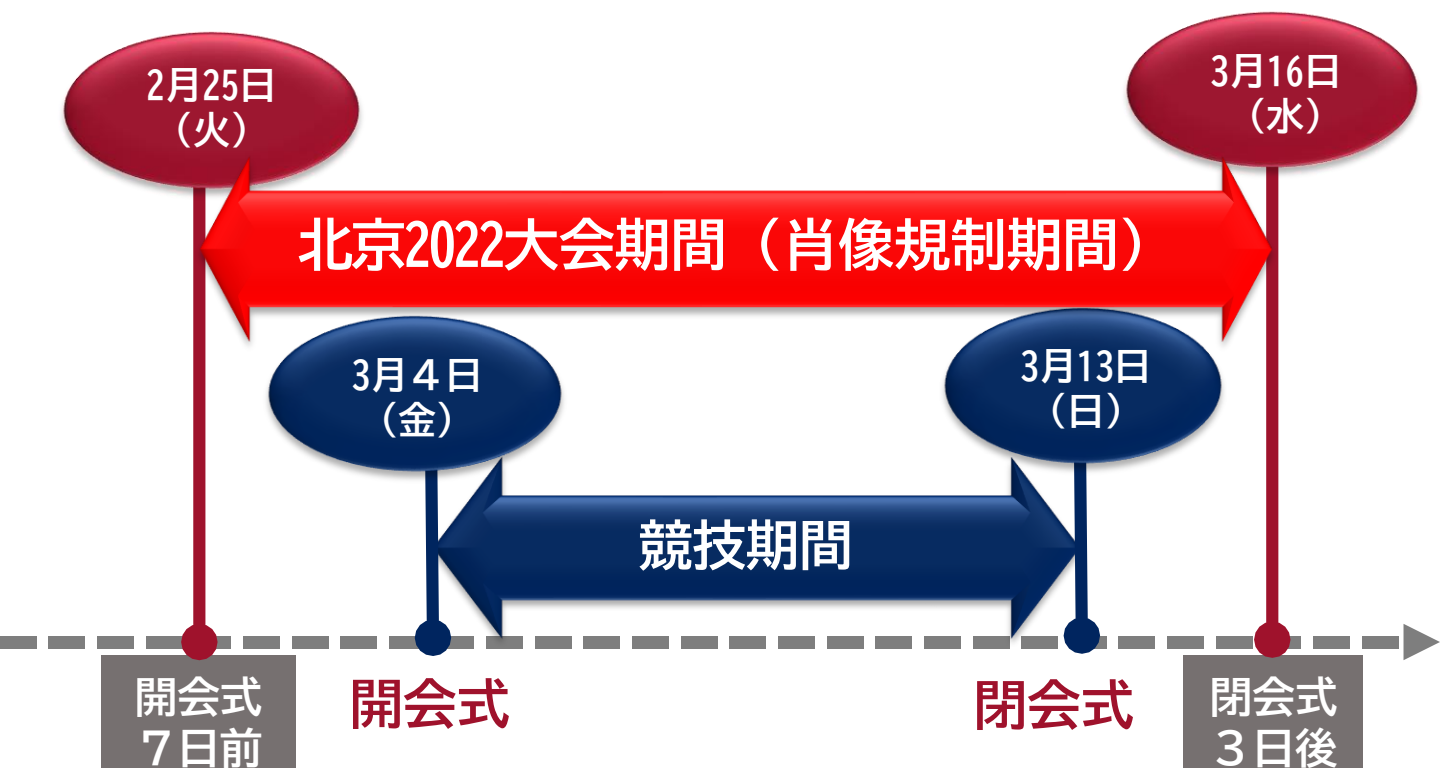 2月25日
（火）
3月16日
（水）
北京2022大会期間（肖像規制期間）
3月４日
（金）
3月13日
（日）
競技期間
開会式
７日前
開会式
閉会式
閉会式
３日後